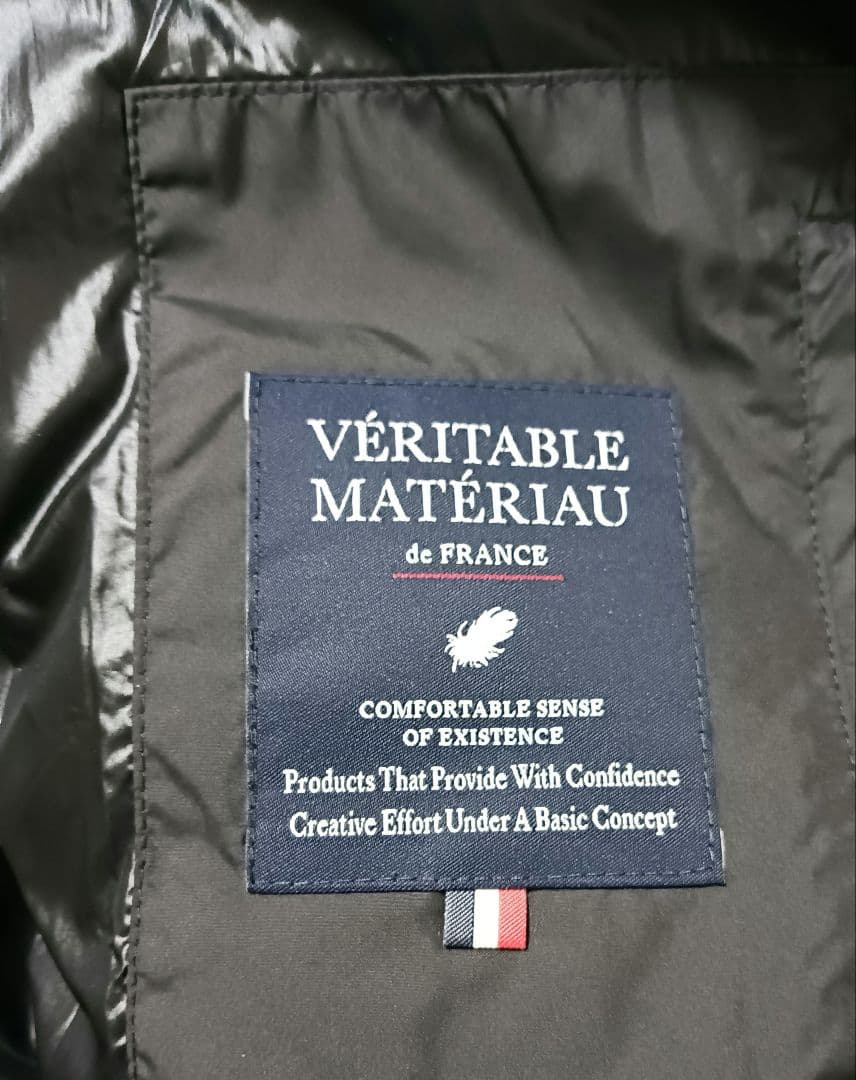 VÉRITABLE
MATÉRIAU
de FRANCE
COMFORTABLE SENSE
OF EXISTENCE
Products That Provide With Confidence
Creative Effort Under A Basic Concept